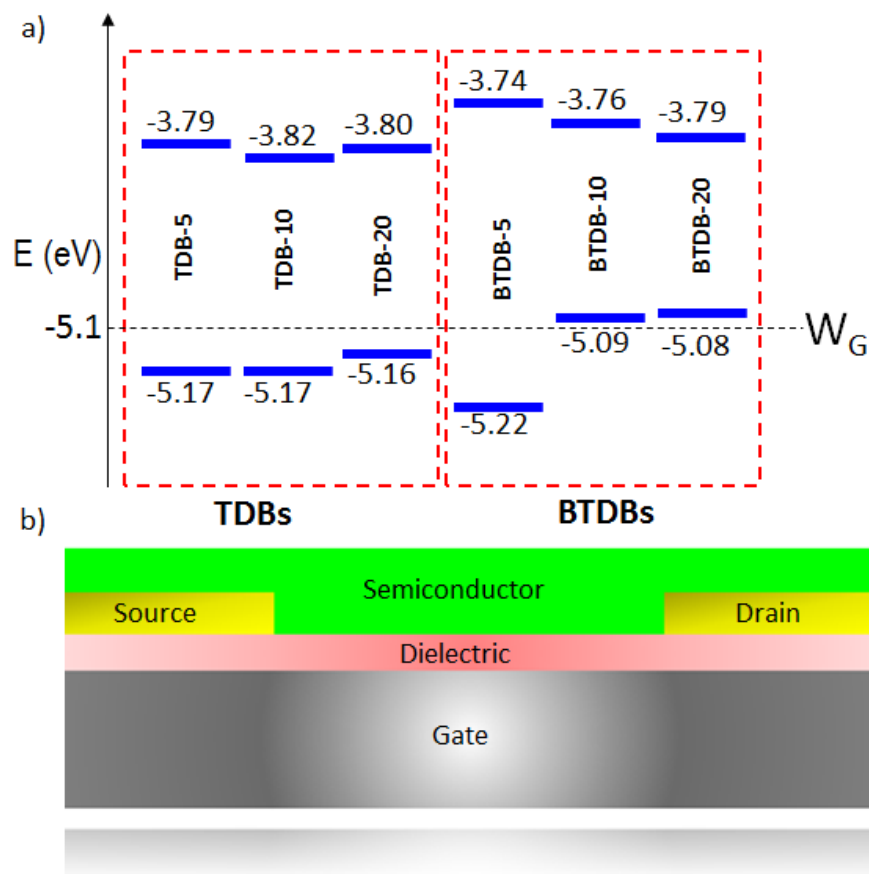 a)
-3.79
-3.82
-3.80
-3.74
-3.76
-3.79
TDB-5
TDB-10
TDB-20
BTDB-5
BTDB-10
BTDB-20
E (eV)
-5.1
W_G
-5.17
-5.17
-5.16
-5.22
-5.09
-5.08
TDBs
BTDBs
b)
Semiconductor
Source
Drain
Dielectric
Gate